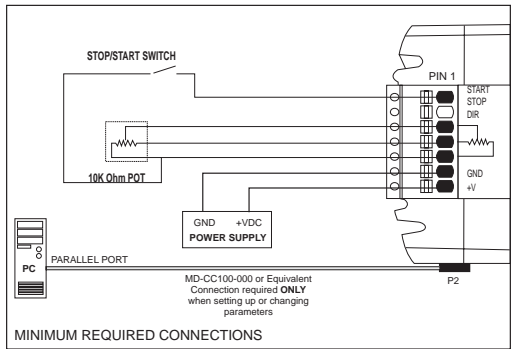 STOP/START SWITCH
PIN 1
START
STOP
DIR
10K Ohm POT
GND
+V
GND +VDC
POWER SUPPLY
PC
PARALLEL PORT
MD-CC100-000 or Equivalent
Connection required ONLY
when setting up or changing
parameters
P2
MINIMUM REQUIRED CONNECTIONS